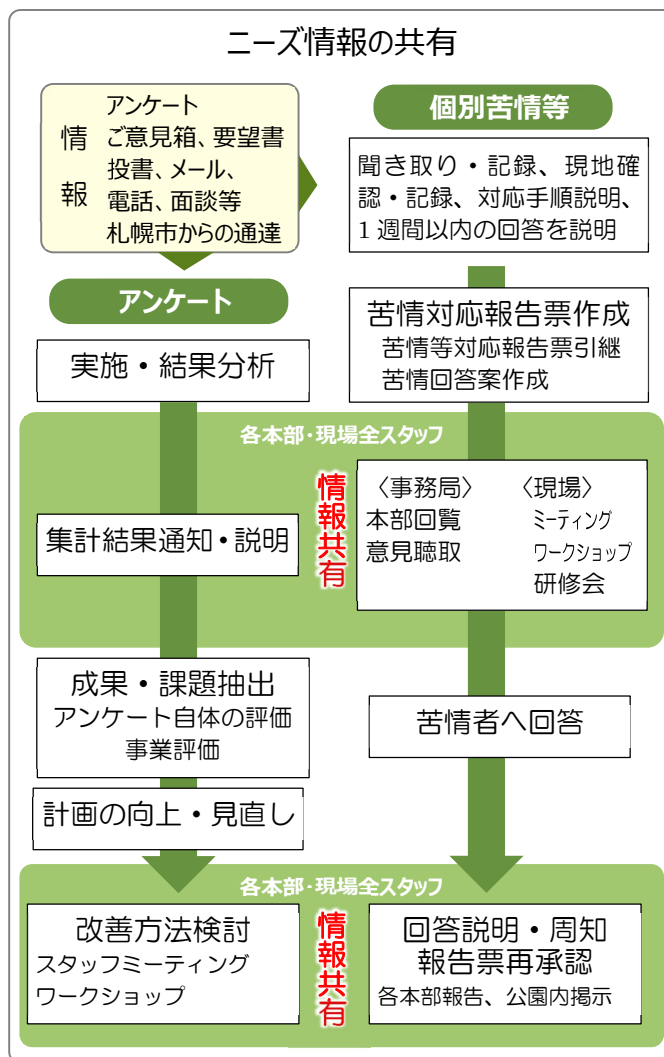 ニーズ情報の共有
情報
アンケート
ご意見箱、要望書
投書、メール、
電話、面談等
札幌市からの通達
個別苦情等
聞き取り・記録、現地確
認・記録、対応手順説明、
1週間以内の回答を説明
アンケート
実施・結果分析
苦情対応報告票作成
苦情等対応報告票引継
苦情回答案作成
各本部・現場全スタッフ
集計結果通知・説明
情報共有
〈事務局〉
本部回覧
意見聴取
〈現場〉
ミーティング
ワークショップ
研修会
成果・課題抽出
アンケート自体の評価
事業評価
計画の向上・見直し
苦情者へ回答
各本部・現場全スタッフ
改善方法検討
スタッフミーティング
ワークショップ
情報共有
回答説明・周知
報告票再承認
各本部報告、公園内掲示